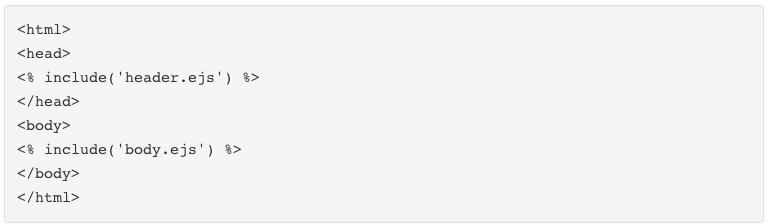 <html>
<head>
<% include('header.ejs') %>
</head>
<body>
<% include('body.ejs') %>
</body>
</html>